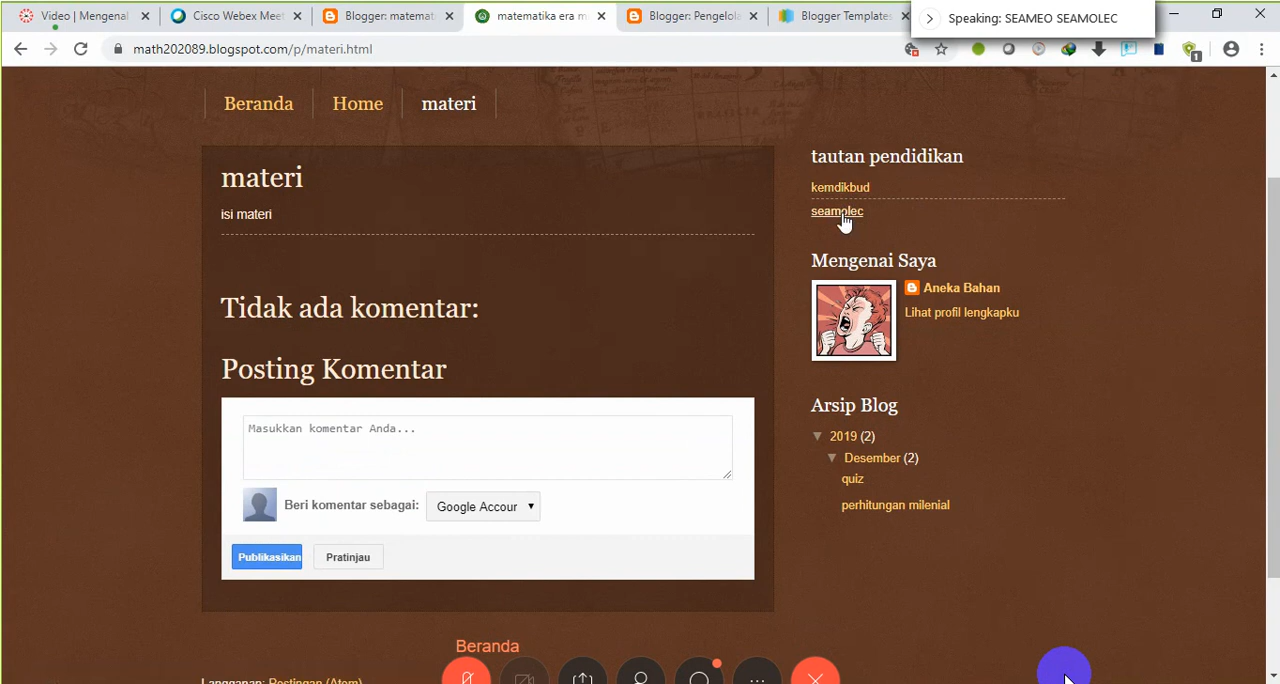 Video | Mengenal
Cisco Webex Meet
Blogger: matemat
matematika era m
Blogger: Pengelola
Blogger Templates
Speaking: SEAMEO SEAMOLEC
math202089.blogspot.com/p/materi.html
1
Beranda
Home
materi
materi
isi materi
Tidak ada komentar:
Posting Komentar
Masukkan komentar Anda...
Beri komentar sebagai:
Google Accour
Publikasikan
Pratinjau
Beranda
Langganan: Postingan (Atom)
tautan pendidikan
kemdikbud
seamolec
Mengenai Saya
Aneka Bahan
Lihat profil lengkapku
Arsip Blog
2019 (2)
Desember (2)
quiz
perhitungan milenial